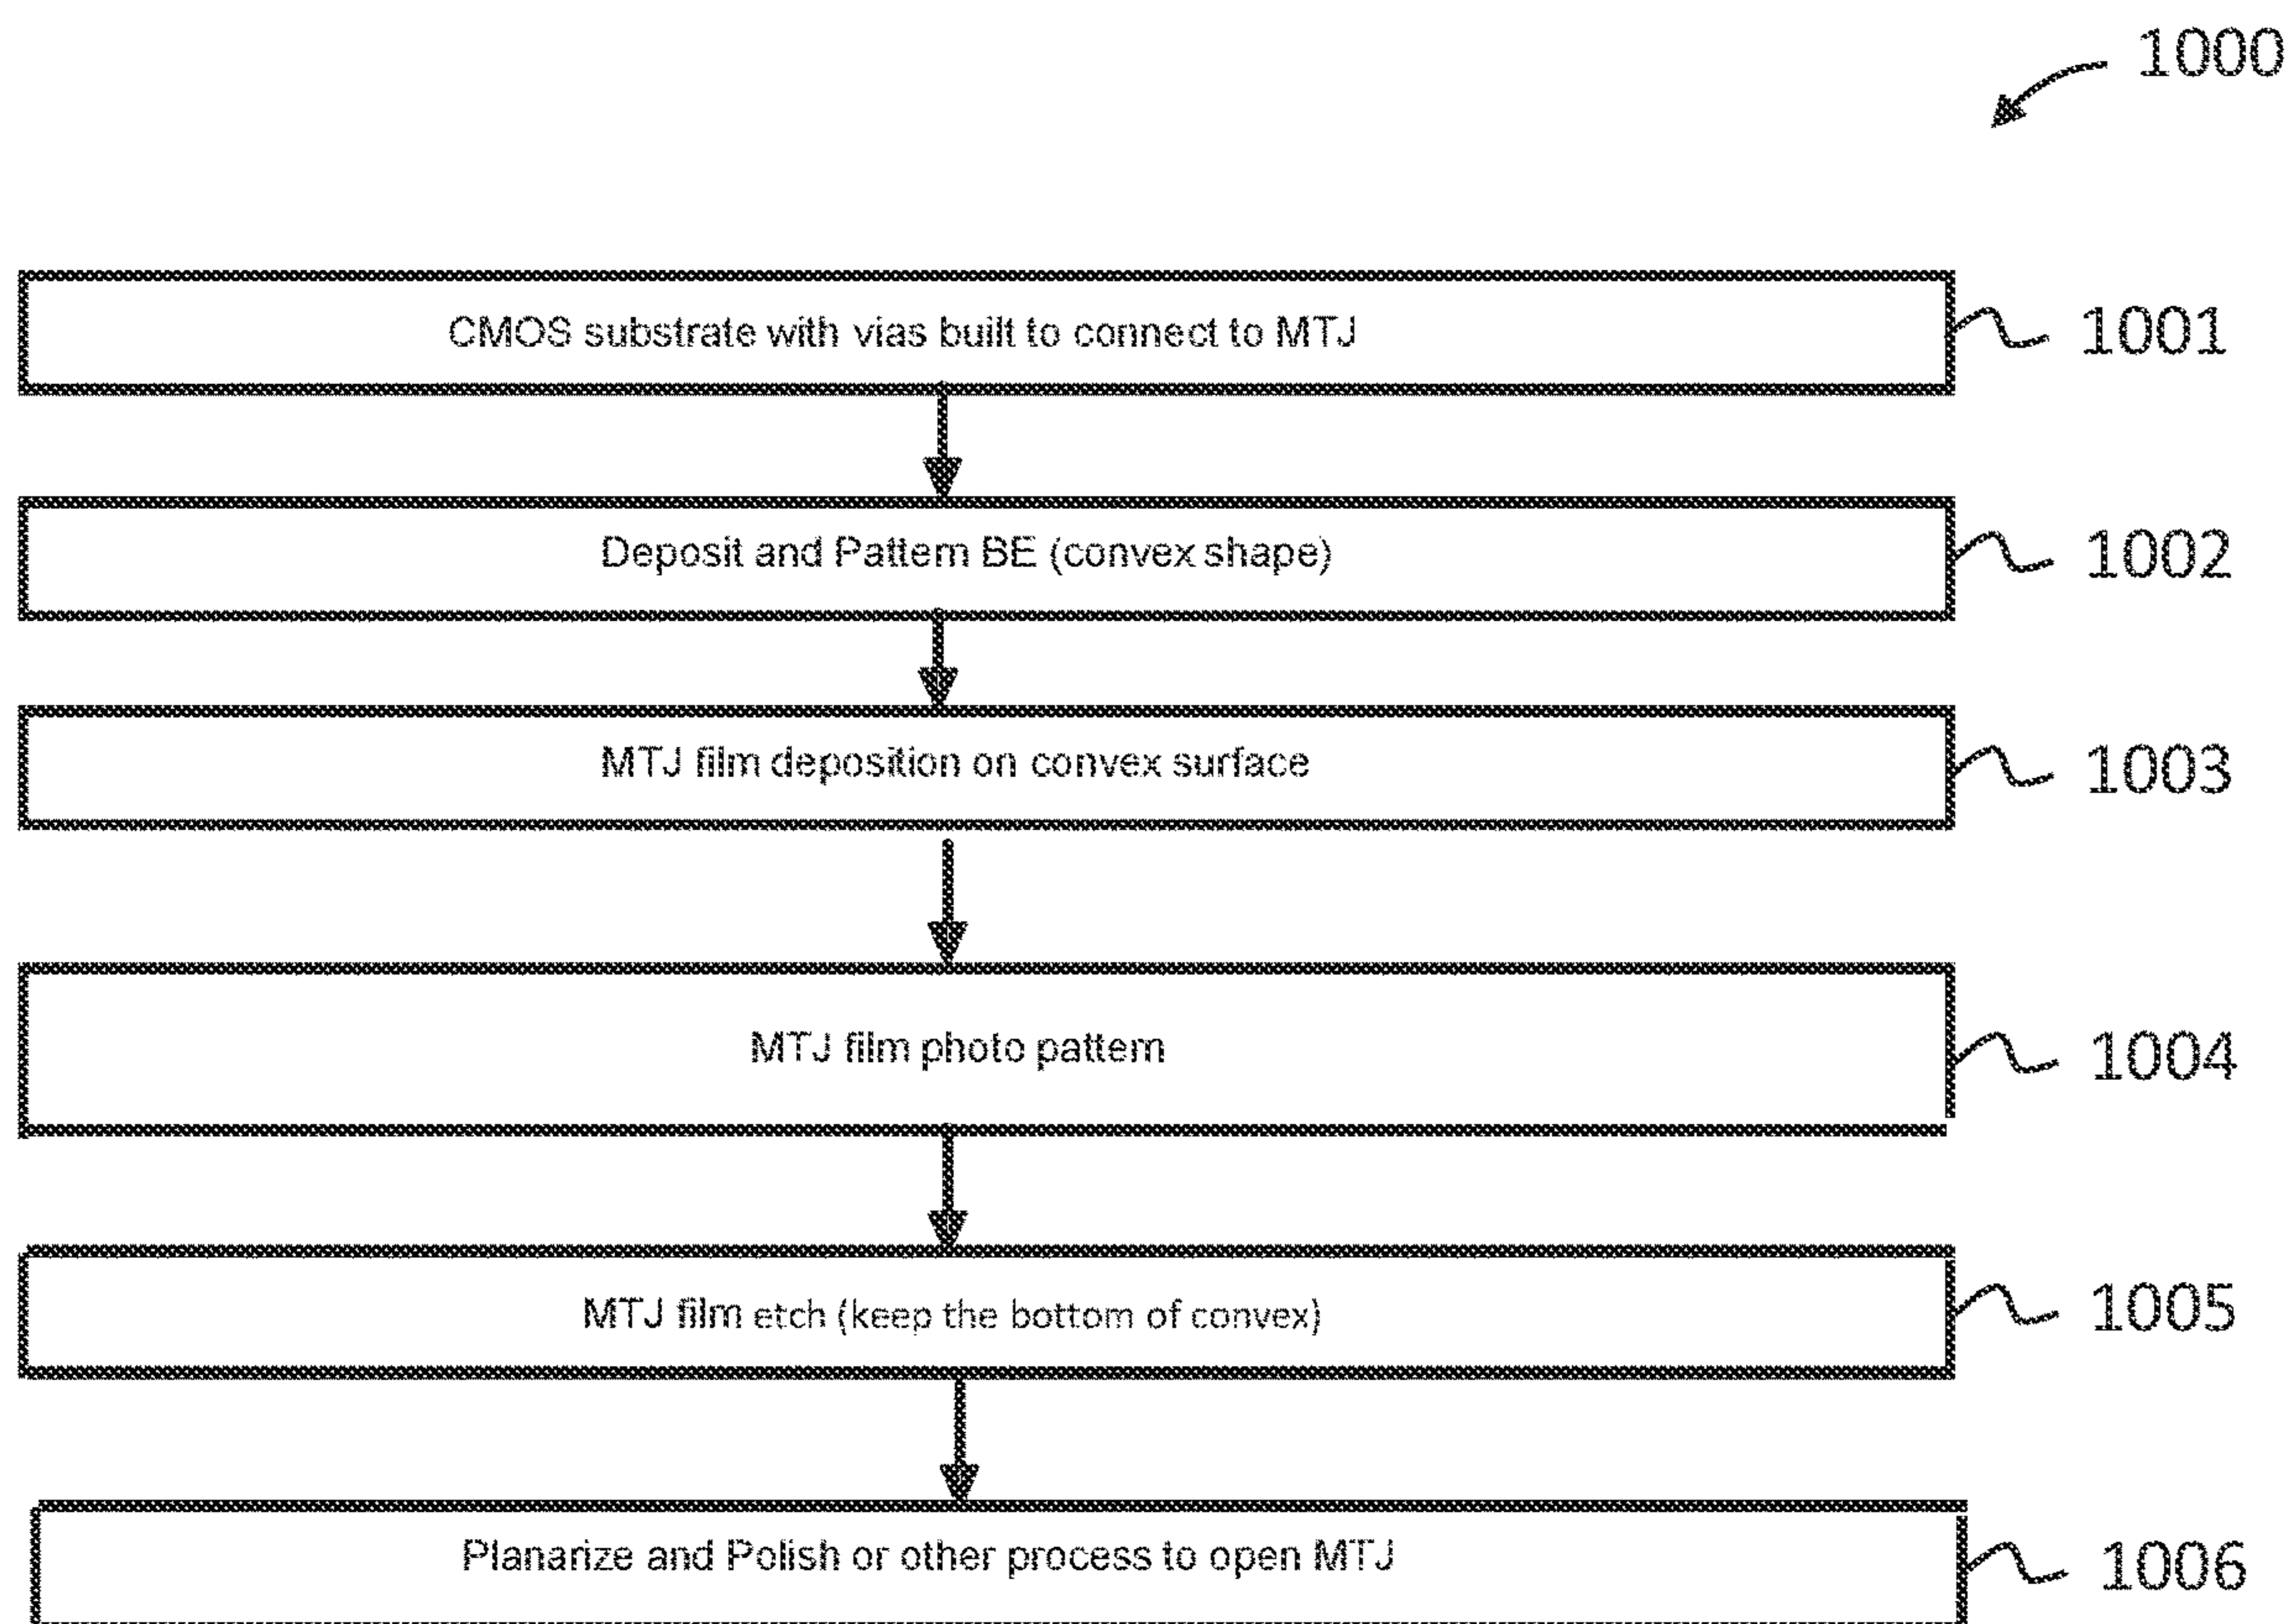 1000
CMOS substrate with vias built to connect to MTJ 1001
Deposit and Pattern BE (convex shape) 1002
MTJ film deposition on convex surface 1003
MTJ film photo pattern 1004
MTJ film etch (keep the bottom of convex) 1005
Planarize and Polish or other process to open MTJ 1006